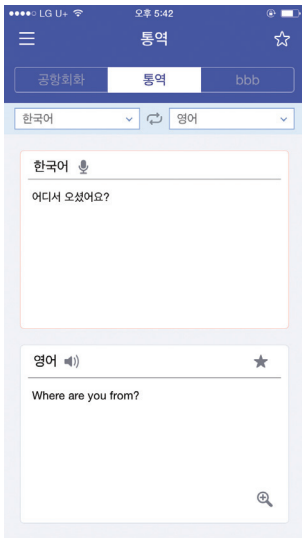 LG U+ 오후 5:42
통역
공항회화 통역 bbb
한국어 영어
한국어
어디서 오셨어요?
영어
Where are you from?